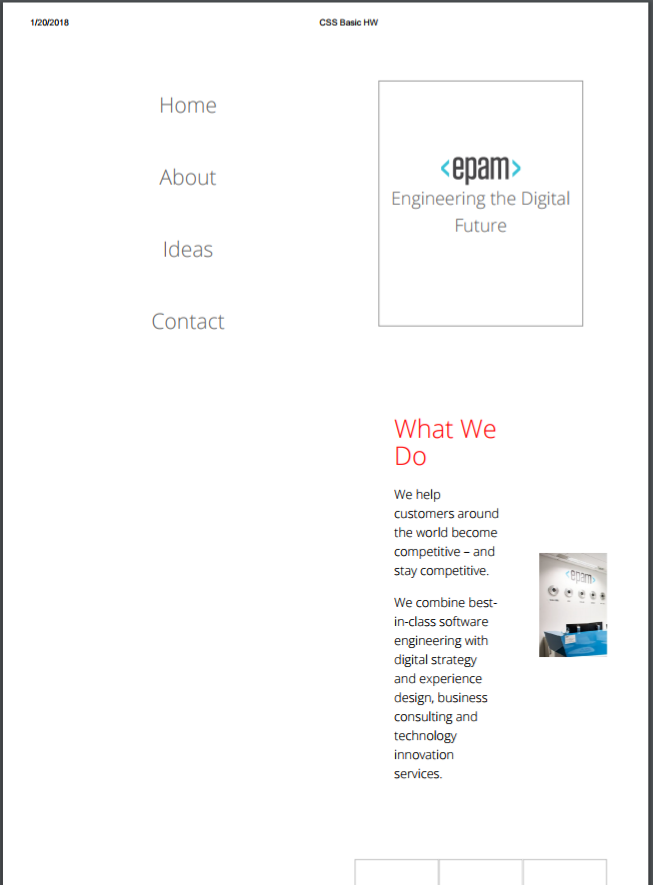 1/20/2018 CSS Basic HW
Home
About
Ideas
Contact
<epam>
Engineering the Digital
Future
What We
Do
We help
customers around
the world become
competitive – and
stay competitive.
We combine best-
in-class software
engineering with
digital strategy
and experience
design, business
consulting and
technology
innovation
services.
<epam>